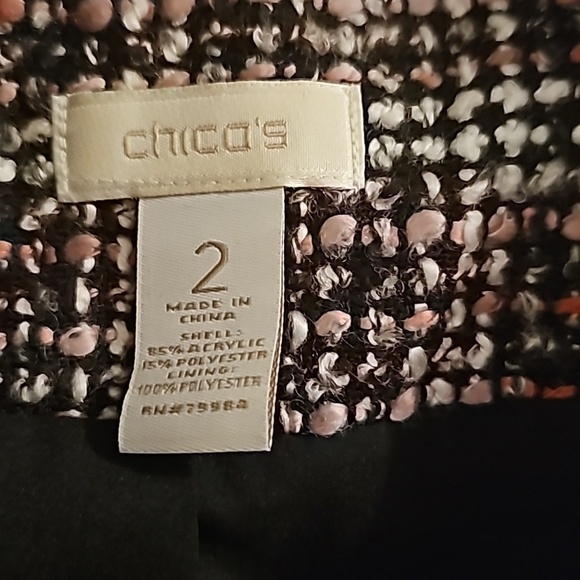 chico's
2
MADE IN
CHINA
SHELL:
85% ACRYLIC
15% POLYESTER
LINING:
100% POLYESTER
RN#79984